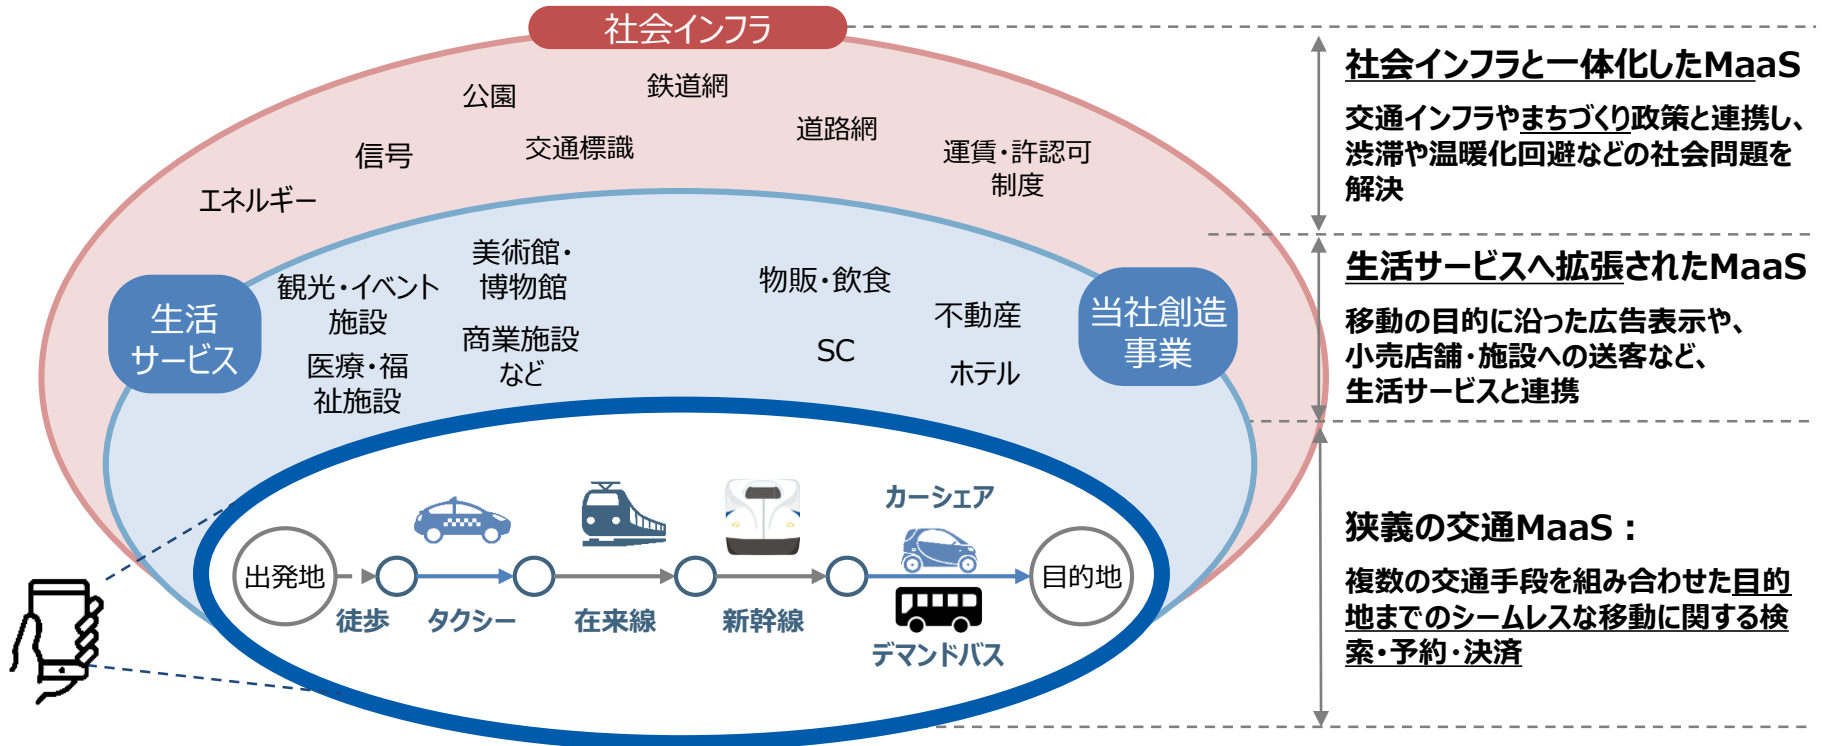 社会インフラ
公園
鉄道網
道路網
信号
交通標識
運賃・許認可
制度
エネルギー
生活
サービス
観光・イベント
施設
美術館・
博物館
医療・福
祉施設
商業施設
など
物販・飲食
SC
不動産
ホテル
当社創造
事業
出発地
徒歩
タクシー
在来線
新幹線
カーシェア
デマンドバス
目的地
社会インフラと一体化したMaaS
交通インフラやまちづくり政策と連携し、
渋滞や温暖化回避などの社会問題を
解決
生活サービスへ拡張されたMaaS
移動の目的に沿った広告表示や、
小売店舗・施設への送客など、
生活サービスと連携
狭義の交通MaaS：
複数の交通手段を組み合わせた目的
地までのシームレスな移動に関する検
索・予約・決済